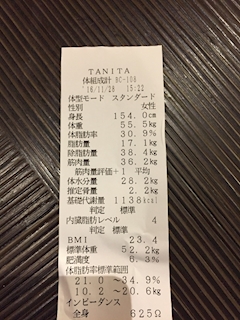 TANITA
体組成計 DC-108
'16/11/28 15:22
体型モード スタンダード
性別 女性
身長 154.0cm
体重 55.5kg
体脂肪率 30.9%
脂肪量 17.1kg
除脂肪量 38.4kg
筋肉量 36.2kg
筋肉量評価+1 平均
体水分量 28.2kg
推定骨量 2.2kg
基礎代謝量 1138kcal
判定 標準
内臓脂肪レベル 4
判定 標準
BMI 23.4
標準体重 52.2kg
肥満度 6.3%
体脂肪率標準範囲
21.0 ~34.9%
10.2 ~20.6kg
インピーダンス
全身 625Ω